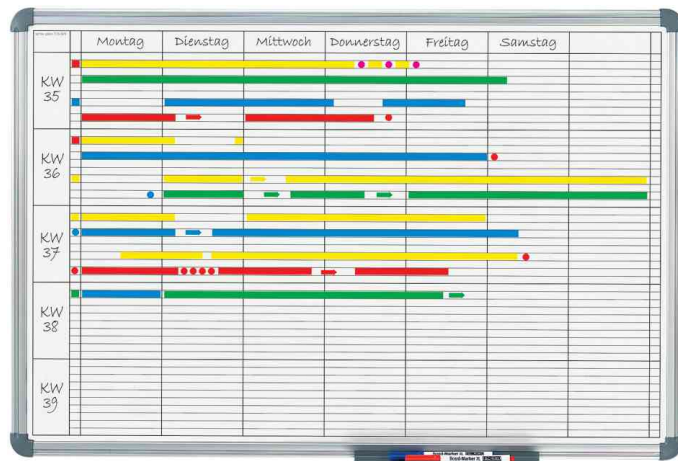 Montag Dienstag Mittwoch Donnerstag Freitag Samstag
KW
35
KW
36
KW
37
KW
38
KW
39